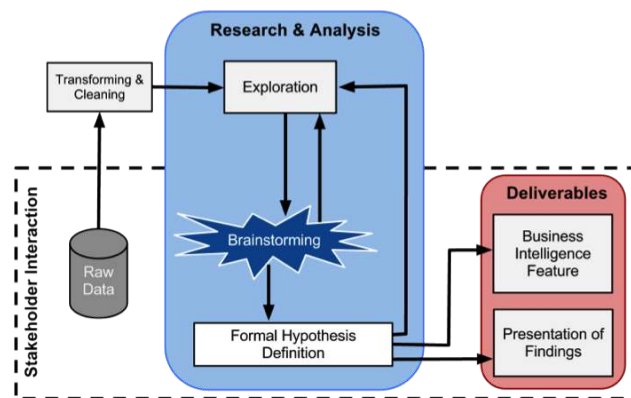 Research & Analysis
Transforming &
Cleaning
Exploration
Stakeholder Interaction
Raw
Data
Brainstorming
Formal Hypothesis
Definition
Deliverables
Business
Intelligence
Feature
Presentation of
Findings